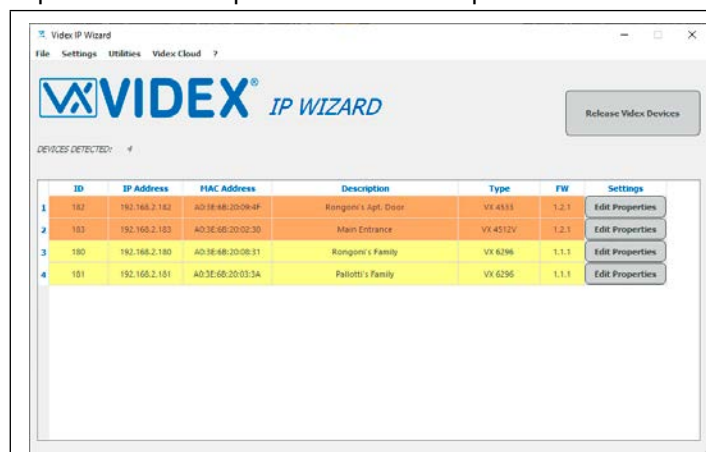 Videx IP Wizard
File Settings Utilities Videx Cloud ?
VIDEX® IP WIZARD
Release Videx Devices
DEVICES DETECTED: 4
ID IP Address MAC Address Description Type FW Settings
1 182 192.168.2.182 A0:3E:6B:20:09:4F Rongoni's Apt. Door VX 4533 1.2.1 Edit Properties
2 183 192.168.2.183 A0:3E:6B:20:02:30 Main Entrance VX 4512V 1.2.1 Edit Properties
3 180 192.168.2.180 A0:3E:6B:20:08:31 Rongoni's Family VX 6296 1.1.1 Edit Properties
4 181 192.168.2.181 A0:3E:6B:20:03:3A Pallotti's Family VX 6296 1.1.1 Edit Properties